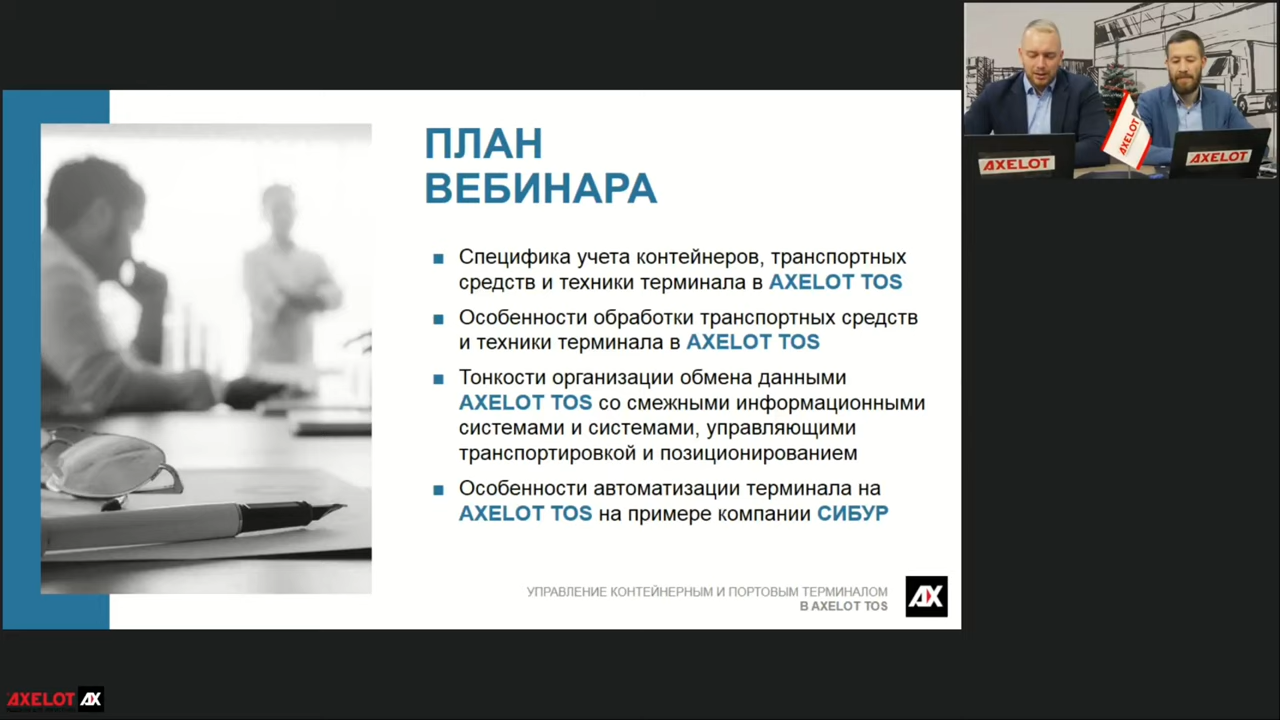 ПЛАН
ВЕБИНАРА
Специфика учета контейнеров, транспортных
средств и техники терминала в AXELOT TOS
Особенности обработки транспортных средств
и техники терминала в AXELOT TOS
Тонкости организации обмена данными
AXELOT TOS со смежными информационными
системами и системами, управляющими
транспортировкой и позиционированием
Особенности автоматизации терминала на
AXELOT TOS на примере компании СИБУР
УПРАВЛЕНИЕ КОНТЕЙНЕРНЫМ И ПОРТОВЫМ ТЕРМИНАЛОМ
В AXELOT TOS
AX
AXELOT
AXELOT
AXELOT
AXELOT AX